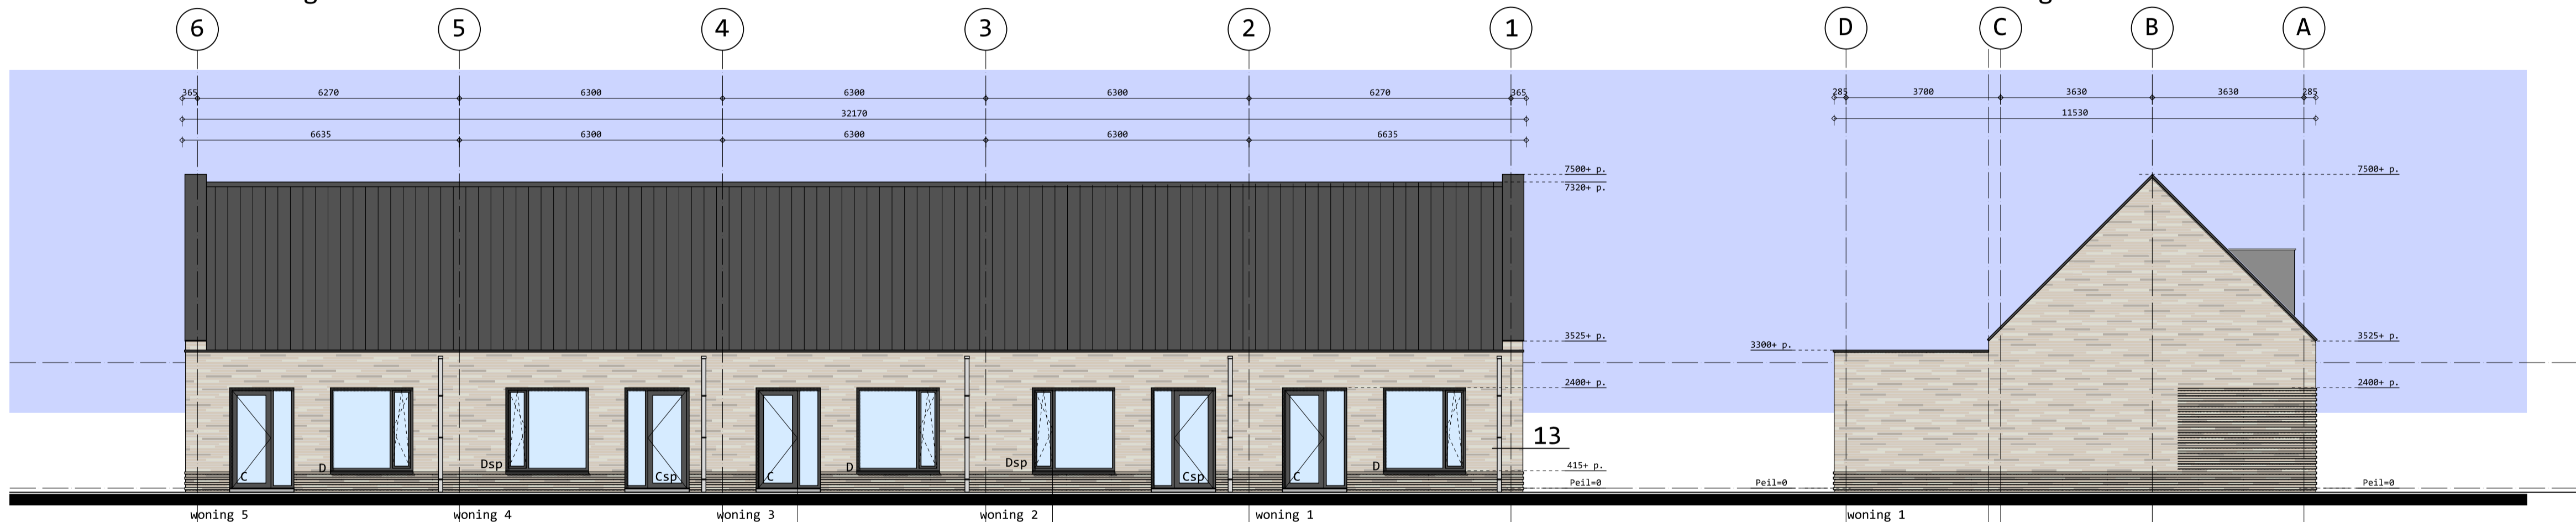 6 5 4 3 2 1 D C B A
365 6270 6300 6300 6300 6270 365 285 3700 3630 3630 285
32170 11530
6635 6300 6300 6300 6635
7500+ p. 7500+ p.
7320+ p.
3525+ p. 3525+ p.
3300+ p.
2400+ p. 2400+ p.
13
D Dsp D Dsp D 415+ p.
C Csp C Csp C
Peil=0 Peil=0 Peil=0
woning 5 woning 4 woning 3 woning 2 woning 1 woning 1